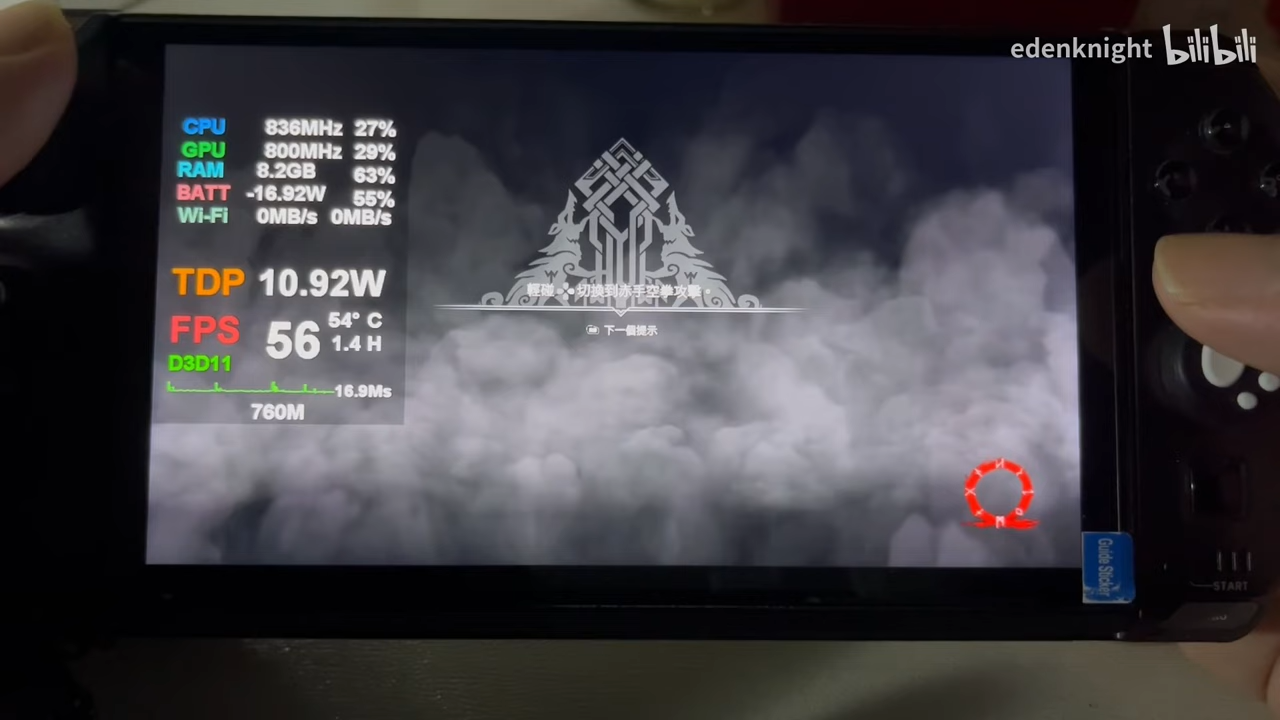 edenknight bilibili
CPU 836MHz 27%
GPU 800MHz 29%
RAM 8.2GB 63%
BATT -16.92W 55%
Wi-Fi 0MB/s 0MB/s
TDP 10.92W
FPS 56 54° C
1.4 H
D3D11
16.9Ms
760M
輕碰 切換到赤手空拳攻擊。
下一個提示
Guide Sticker
START